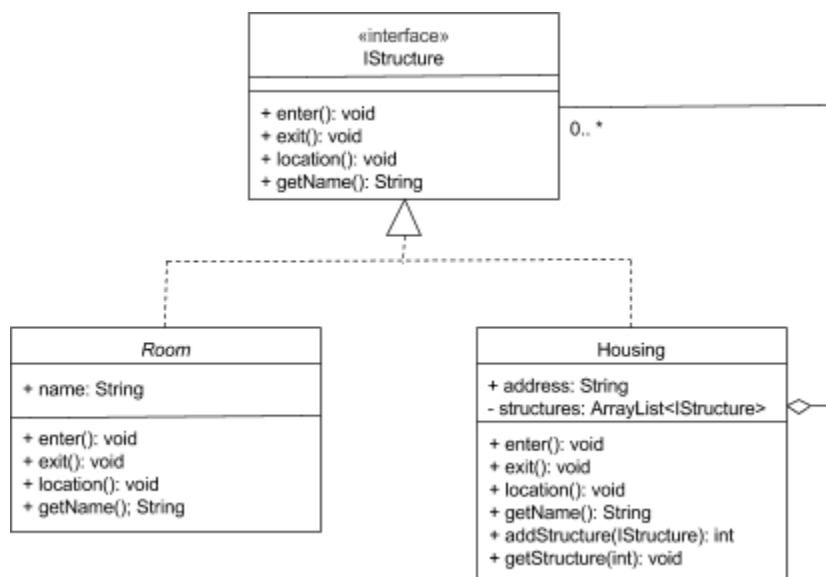 «interface»
IStructure
+ enter(): void
+ exit(): void
+ location(): void
+ getName(): String
0.. *
Room
+ name: String
+ enter(): void
+ exit(): void
+ location(): void
+ getName(); String
Housing
+ address: String
- structures: ArrayList<IStructure>
+ enter(): void
+ exit(): void
+ location(): void
+ getName(): String
+ addStructure(IStructure): int
+ getStructure(int): void